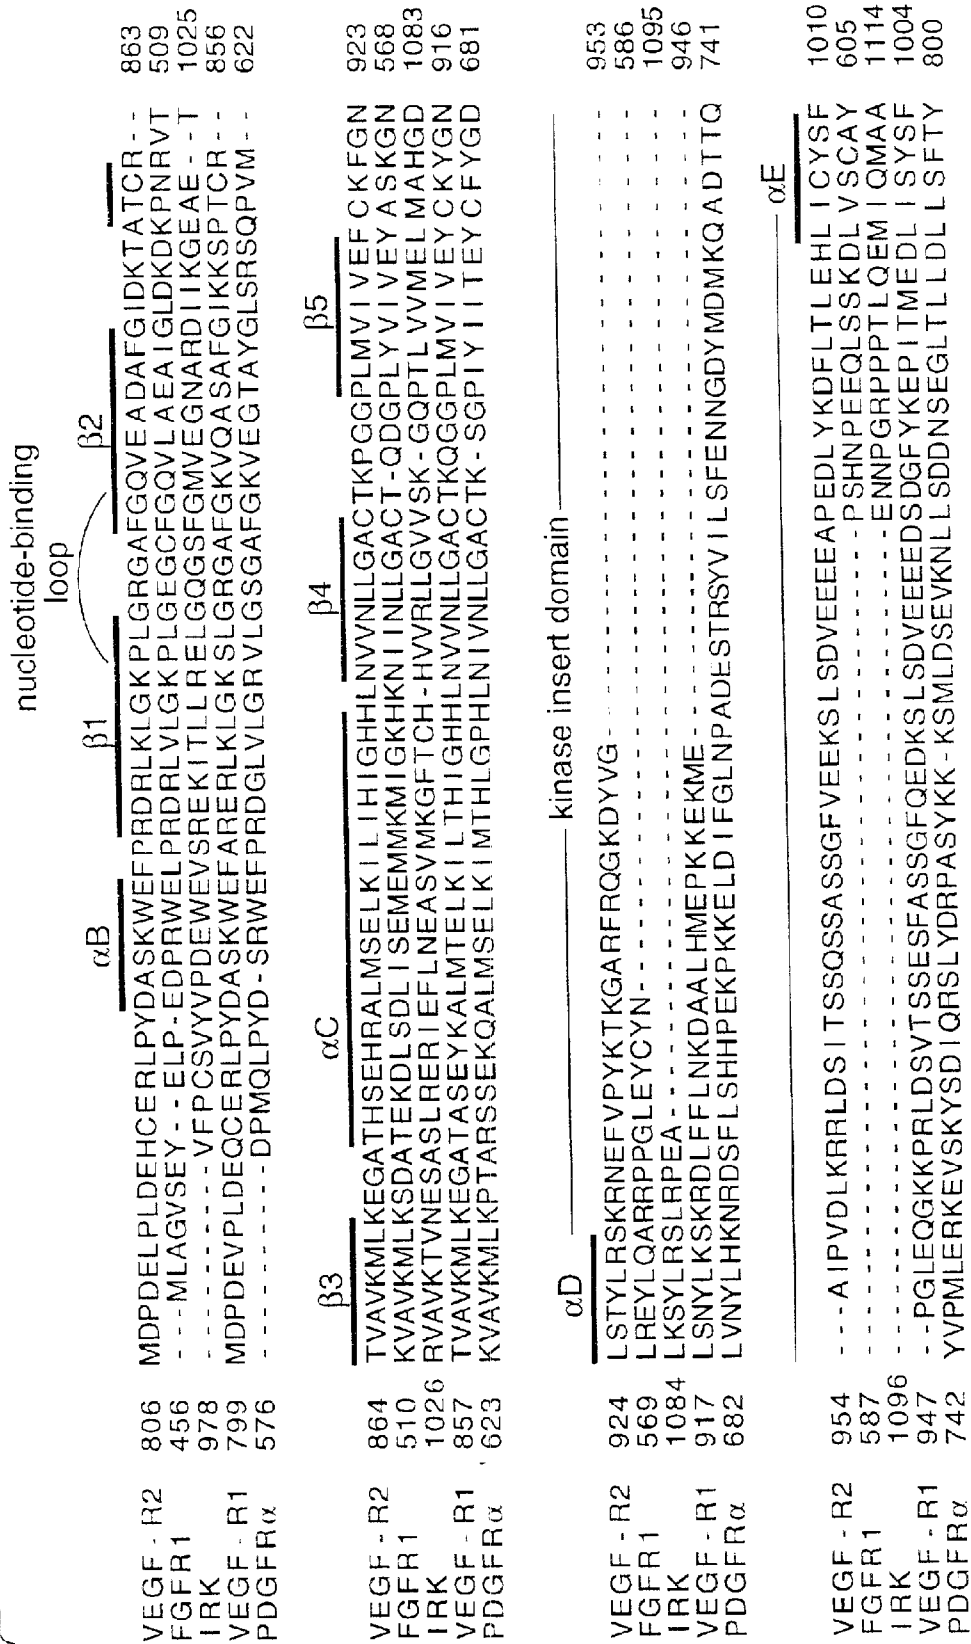 nucleotide-binding
loop
αB β1 β2
VEGF - R2 806 MDPDELPLDEHCERLPYDASKWEFPRDRLKLGKPLGRGAFGQVEADAFGIDKTATCR-- 863
FGFR1 456 ---MLAGVSEY--ELP-EDPRWELPRDRLVLGKPLGEGCFGQVLAEAIGLDKDKPNRVT 509
IRK 978 --------VFPCSVYVPDEWEVSREKITLLRELGQGSFGMVEGNARDIIKGEAE--T 1025
VEGF - R1 799 MDPDEVPLDEQCERLPYDASKWEFARERLKLGKSLGRGAFGKVQASAFGIKKSPTCR-- 856
PDGFRα 576 ---------DPMQLPYD-SRWEFPRDGLVLGRVLGSGAFGKVVEGTAYGLSRSQPVM-- 622
β3 αC β4 β5
VEGF - R2 864 TVAVKMLKEGATHSEHRALMSELKILIHIGHHLNVVNLLGACTKPGGPLMVIVEFCKFGN 923
FGFR1 510 KVAVKMLKSDATEKDLSDLISEMEMMKMIGKHKNIINLLGACT-QDGPLYVIVEYASKGN 568
IRK 1026 RVAVKTVNESASLRERIEFLNEASVMKGFTCH-HVVRLLGVVSK-GQPTLVVMELMAHGD 1083
VEGF - R1 857 TVAVKMLKEGATASEYKALMTELKILTHIGHHLNVVNLLGACTKQGGPLMVIVEYCKYGN 916
PDGFRα 623 KVAVKMLKPTARSSEKQALMSELKIMTHLGPHLNIVNLLGACTK-SGPIYIITEYCFYGD 681
αD kinase insert domain
VEGF - R2 924 LSTYLRSKRNEFVPYKTKGARFRQGKDYVG------------------------------ 953
FGFR1 569 LREYLQARRPPGLEYCYN------------------------------------------ 586
IRK 1084 LKSYLRSLRPEA------------------------------------------------ 1095
VEGF - R1 917 LSNYLKSKRDLFFLNKDAALHMEPKKEKME------------------------------ 946
PDGFRα 682 LVNYLHKNRDSFLSHHPEKPKKELDIFGLNPADESTRSYVILSFENNGDYMDMKQADTTQ 741
αE
VEGF - R2 954 ---AIPVDLKRRLDSITSSQSSASSGFVEEKSLSDVEEEEAPEDLYKDFLTLEHLICYSF 1010
FGFR1 587 -----------------------------------------PSHNPEEQLSSKDLVSCAY 605
IRK 1096 -----------------------------------------ENNPGRPPPTLQEMIQMAA 1114
VEGF - R1 947 --PGLEQGKKPRLDSVTSSESFASSGFQEDKSLSDVEEEEDSDGFYKEPITMEDLISYSF 1004
PDGFRα 742 YVPMLERKEVSKYSDIQRSLYDRPASYKK-KSMLDSEVKNLLSDDNSEGLTLLDLLSFTY 800